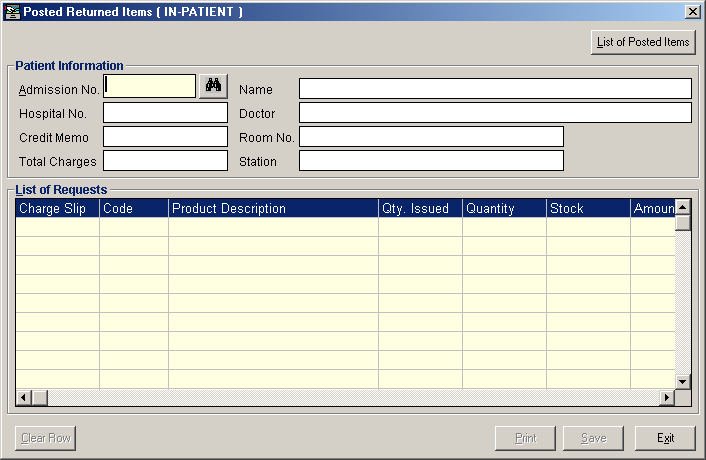 Posted Returned Items ( IN-PATIENT )
List of Posted Items
Patient Information
Admission No. Name
Hospital No. Doctor
Credit Memo Room No.
Total Charges Station
List of Requests
Charge Slip Code Product Description Qty. Issued Quantity Stock Amoun
Clear Row Print Save Exit